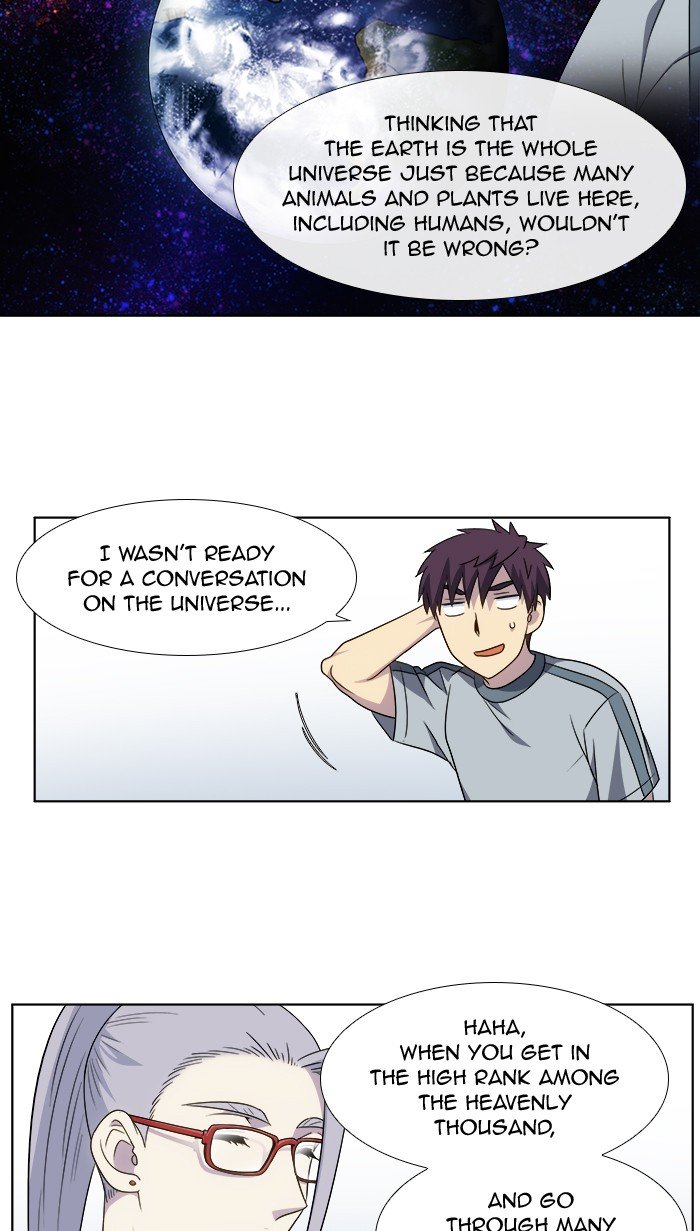 THINKING THAT
THE EARTH IS THE WHOLE
UNIVERSE JUST BECAUSE MANY
ANIMALS AND PLANTS LIVE HERE,
INCLUDING HUMANS, WOULDN'T
IT BE WRONG?
I WASN'T READY
FOR A CONVERSATION
ON THE UNIVERSE...
HAHA,
WHEN YOU GET IN
THE HIGH RANK AMONG
THE HEAVENLY
THOUSAND,
AND GO
THROUGH MANY